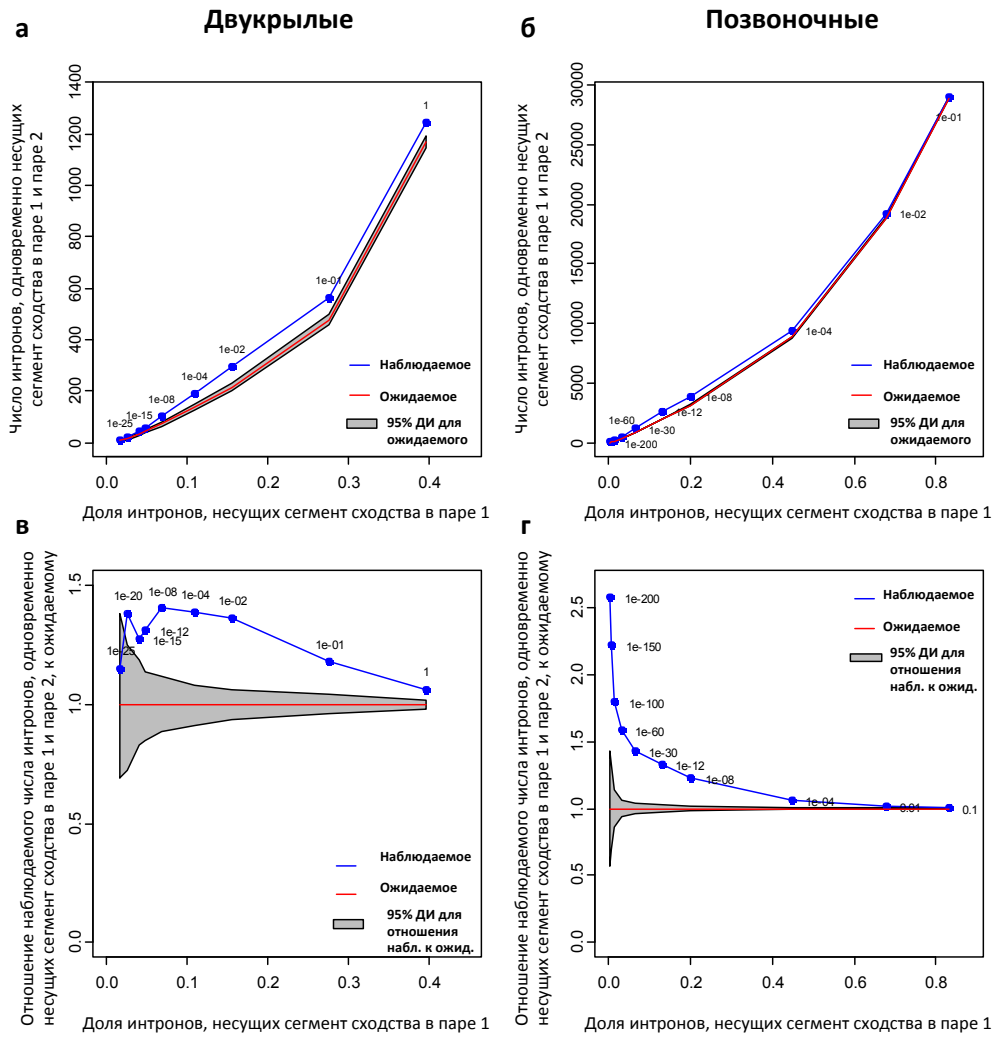 Двукрылые
Позвоночные
а
Число интронов, одновременно несущих
сегмент сходства в паре 1 и паре 2
1400
1200
1000
800
600
400
200
0
1
1e-01
1e-02
1e-04
1e-08
1e-15
1e-25
Наблюдаемое
Ожидаемое
95% ДИ для
ожидаемого
0.0
0.1
0.2
0.3
0.4
Доля интронов, несущих сегмент сходства в паре 1
б
Число интронов, одновременно несущих
сегмент сходства в паре 1 и паре 2
30000
25000
20000
15000
10000
5000
0
1e-01
1e-02
1e-04
1e-08
1e-12
1e-60
1e-30
1e-200
Наблюдаемое
Ожидаемое
95% ДИ для
ожидаемого
0.0
0.2
0.4
0.6
0.8
Доля интронов, несущих сегмент сходства в паре 1
в
Отношение наблюдаемого числа интронов, одновременно
несущих сегмент сходства в паре 1 и паре 2, к ожидаемому
1.5
1.0
0.5
0.0
1e-20
1e-08
1e-04
1e-02
1e-12
1e-15
1e-25
1e-01
1
Наблюдаемое
Ожидаемое
95% ДИ для
отношения
набл. к ожид.
0.0
0.1
0.2
0.3
0.4
Доля интронов, несущих сегмент сходства в паре 1
г
Отношение наблюдаемого числа интронов, одновременно
несущих сегмент сходства в паре 1 и паре 2, к ожидаемому
2.5
2.0
1.5
1.0
0.5
0.0
1e-200
1e-150
1e-100
1e-60
1e-30
1e-12
1e-08
1e-04
0.01
0.1
Наблюдаемое
Ожидаемое
95% ДИ для
отношения
набл. к ожид.
0.0
0.2
0.4
0.6
0.8
Доля интронов, несущих сегмент сходства в паре 1